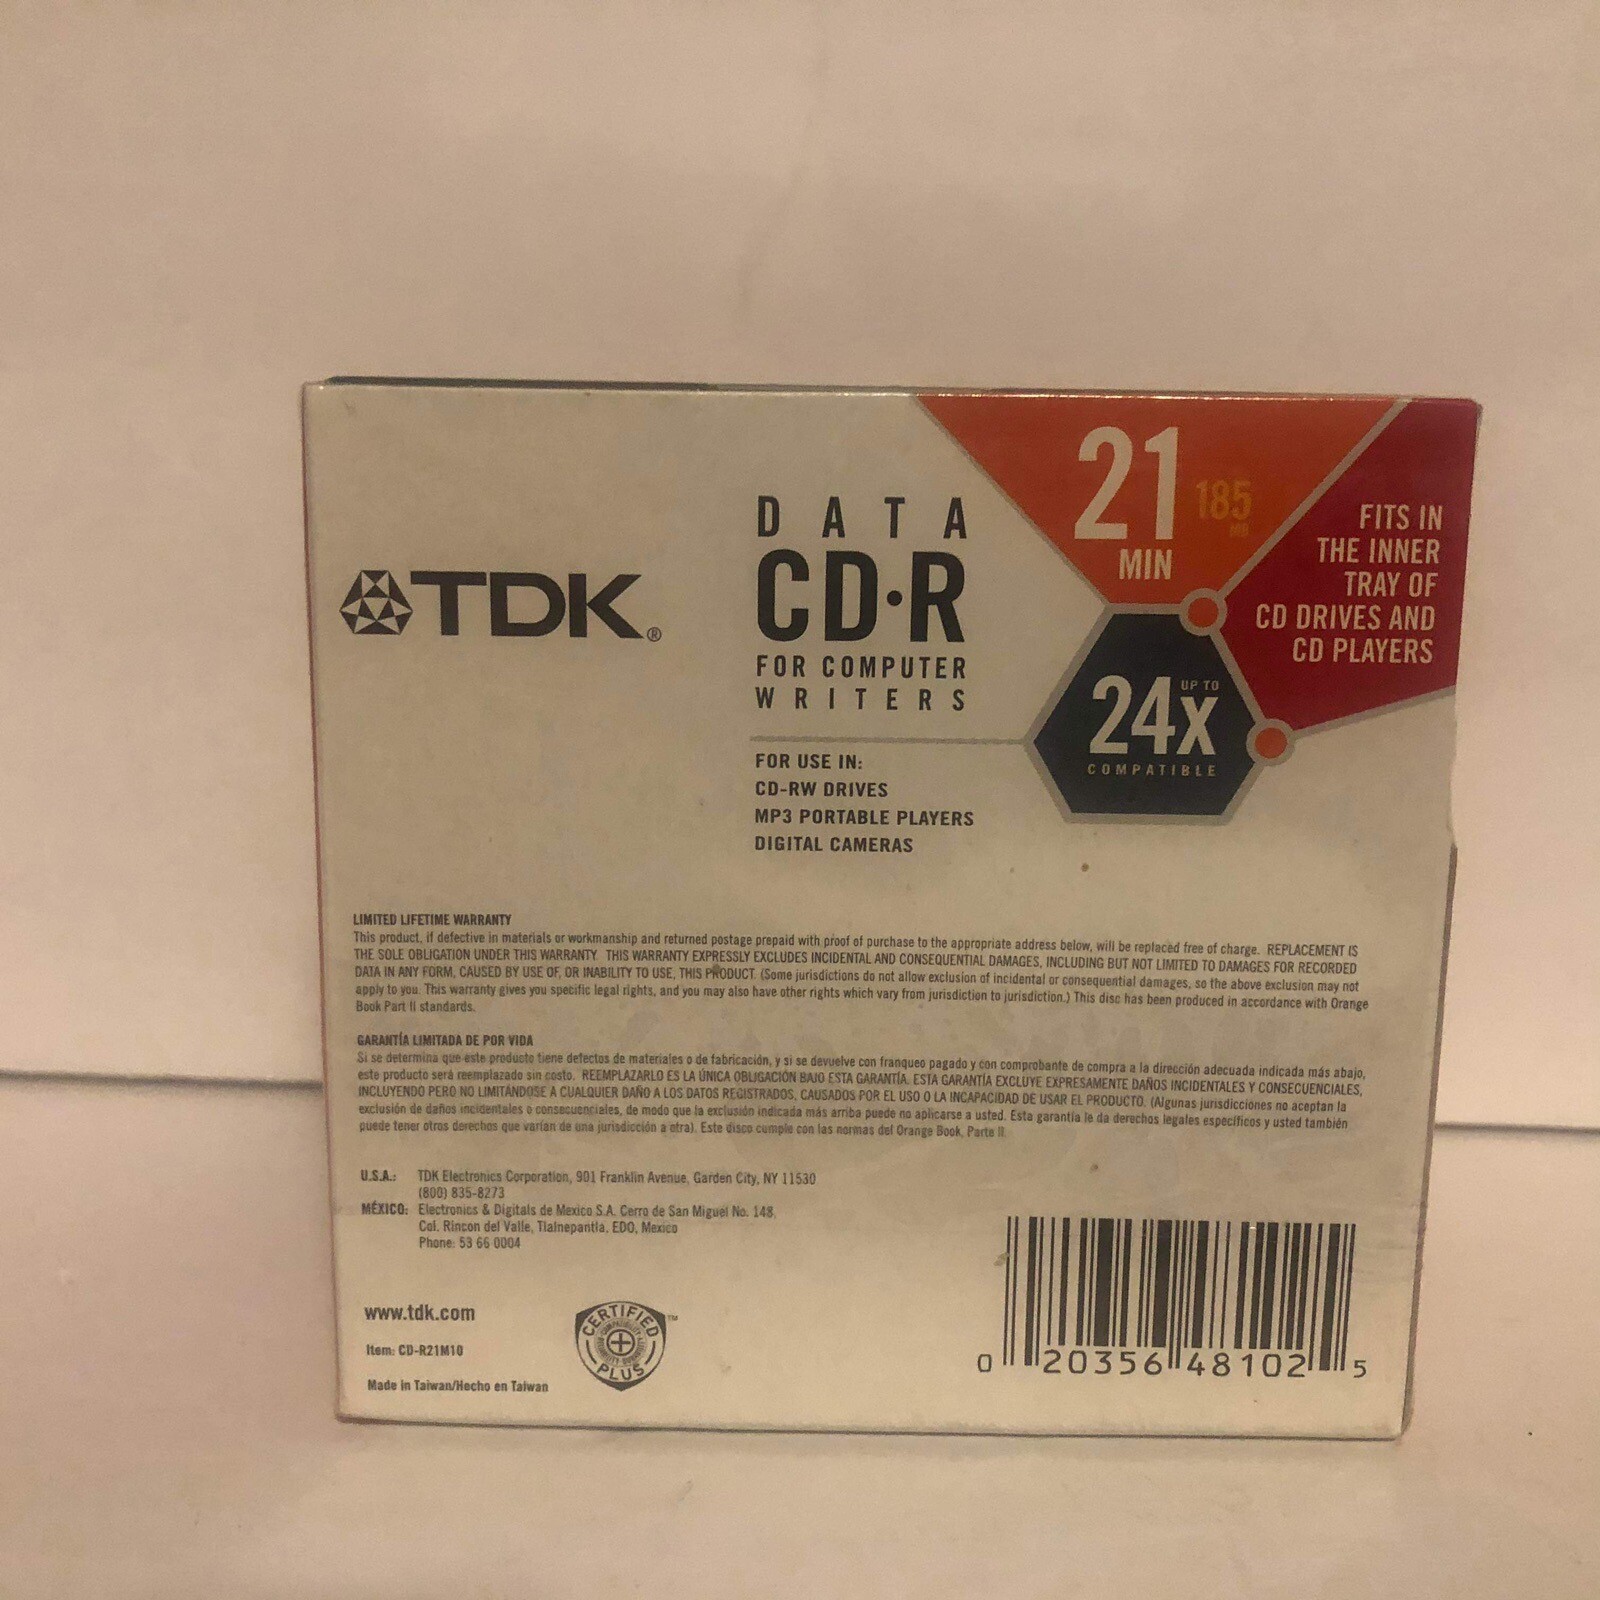 TDK®
DATA
CD·R
FOR COMPUTER
WRITERS
21
MIN
185
MB
FITS IN
THE INNER
TRAY OF
CD DRIVES AND
CD PLAYERS
UP TO
24X
COMPATIBLE
FOR USE IN:
CD-RW DRIVES
MP3 PORTABLE PLAYERS
DIGITAL CAMERAS
LIMITED LIFETIME WARRANTY
This product, if defective in materials or workmanship and returned postage prepaid with proof of purchase to the appropriate address below, will be replaced free of charge. REPLACEMENT IS
THE SOLE OBLIGATION UNDER THIS WARRANTY. THIS WARRANTY EXPRESSLY EXCLUDES INCIDENTAL AND CONSEQUENTIAL DAMAGES, INCLUDING BUT NOT LIMITED TO DAMAGES FOR RECORDED
DATA IN ANY FORM, CAUSED BY USE OF, OR INABILITY TO USE, THIS PRODUCT. (Some jurisdictions do not allow exclusion of incidental or consequential damages, so the above exclusion may not
apply to you. This warranty gives you specific legal rights, and you may also have other rights which vary from jurisdiction to jurisdiction.) This disc has been produced in accordance with Orange
Book Part II standards.
GARANTÍA LIMITADA DE POR VIDA
Si se determina que este producto tiene defectos de materiales o de fabricación, y si se devuelve con franqueo pagado y con comprobante de compra a la dirección adecuada indicada más abajo,
este producto será reemplazado sin costo. REEMPLAZARLO ES LA ÚNICA OBLIGACIÓN BAJO ESTA GARANTÍA. ESTA GARANTÍA EXCLUYE EXPRESAMENTE DAÑOS INCIDENTALES Y CONSECUENCIALES,
INCLUYENDO PERO NO LIMITÁNDOSE A CUALQUIER DAÑO A LOS DATOS REGISTRADOS, CAUSADOS POR EL USO O LA INCAPACIDAD DE USAR EL PRODUCTO. (Algunas jurisdicciones no aceptan la
exclusión de daños incidentales o consecuenciales, de modo que la exclusión indicada más arriba puede no aplicarse a usted. Esta garantía le da derechos legales específicos y usted también
puede tener otros derechos que varían de una jurisdicción a otra). Este disco cumple con las normas del Orange Book, Parte II.
U.S.A.: TDK Electronics Corporation, 901 Franklin Avenue, Garden City, NY 11530
(800) 835-8273
MÉXICO: Electronics & Digitals de Mexico S.A. Cerro de San Miguel No. 148,
Col. Rincon del Valle, Tlalnepantla, EDO, Mexico
Phone: 53 66 0004
www.tdk.com
Item: CD-R21M10
Made in Taiwan/Hecho en Taiwan
CERTIFIED
PLUS
™
0 20356 48102 5